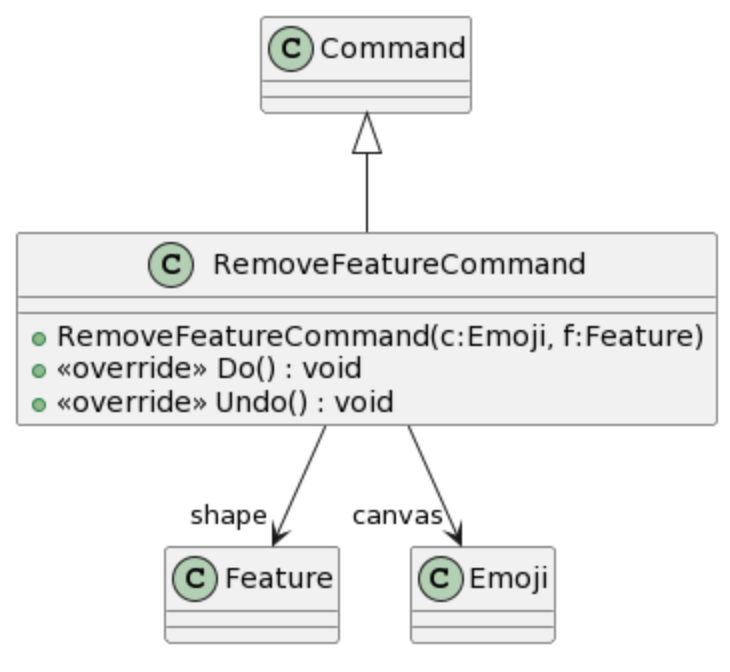 C Command
C RemoveFeatureCommand
RemoveFeatureCommand(c:Emoji, f:Feature)
«override» Do() : void
«override» Undo() : void
shape
canvas
C Feature
C Emoji